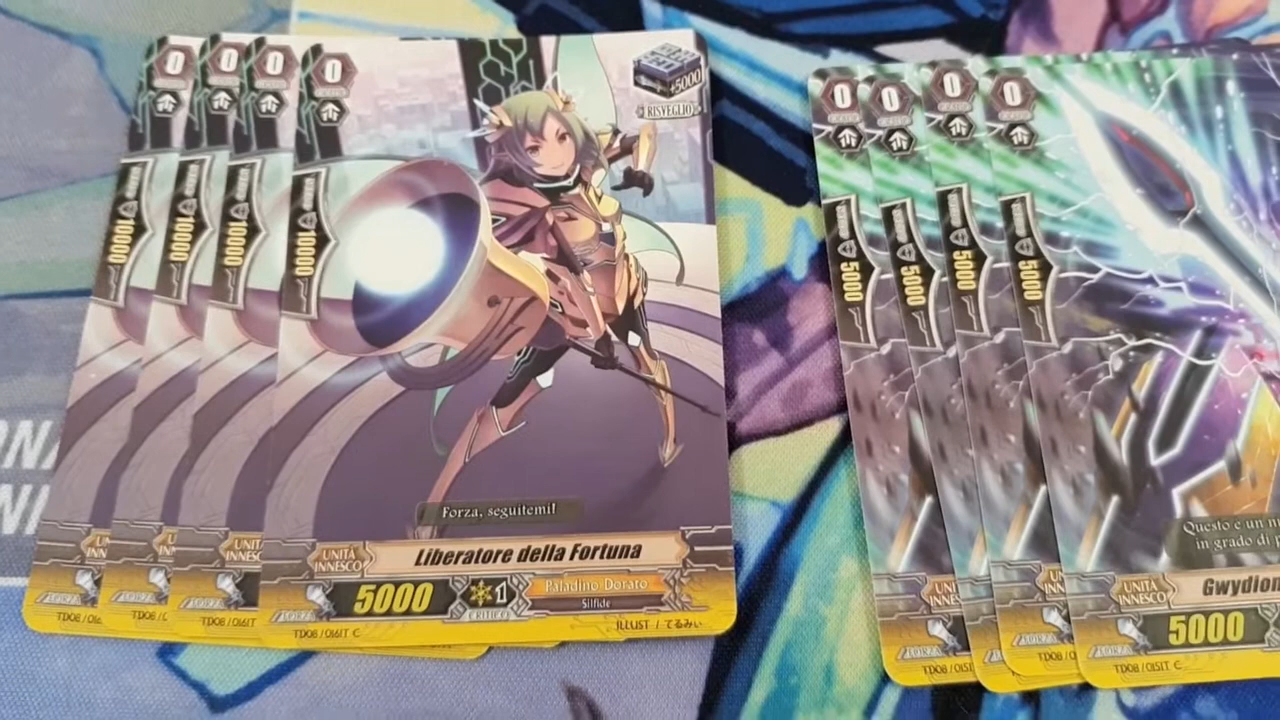 0
0
0
0
+5000
RISVEGLIO
10000
10000
10000
10000
Forza, seguitemi!
UNITÀ
INNESCO
Liberatore della Fortuna
5000
1
CRITICO
Paladino Dorato
Silfide
FORZA
TD08/016IT C
ILLUST / てるみぃ
0
0
0
0
5000
5000
5000
5000
Questo è un
in grado di
UNITÀ
INNESCO
Gwydion
5000
FORZA
TD08/015IT C